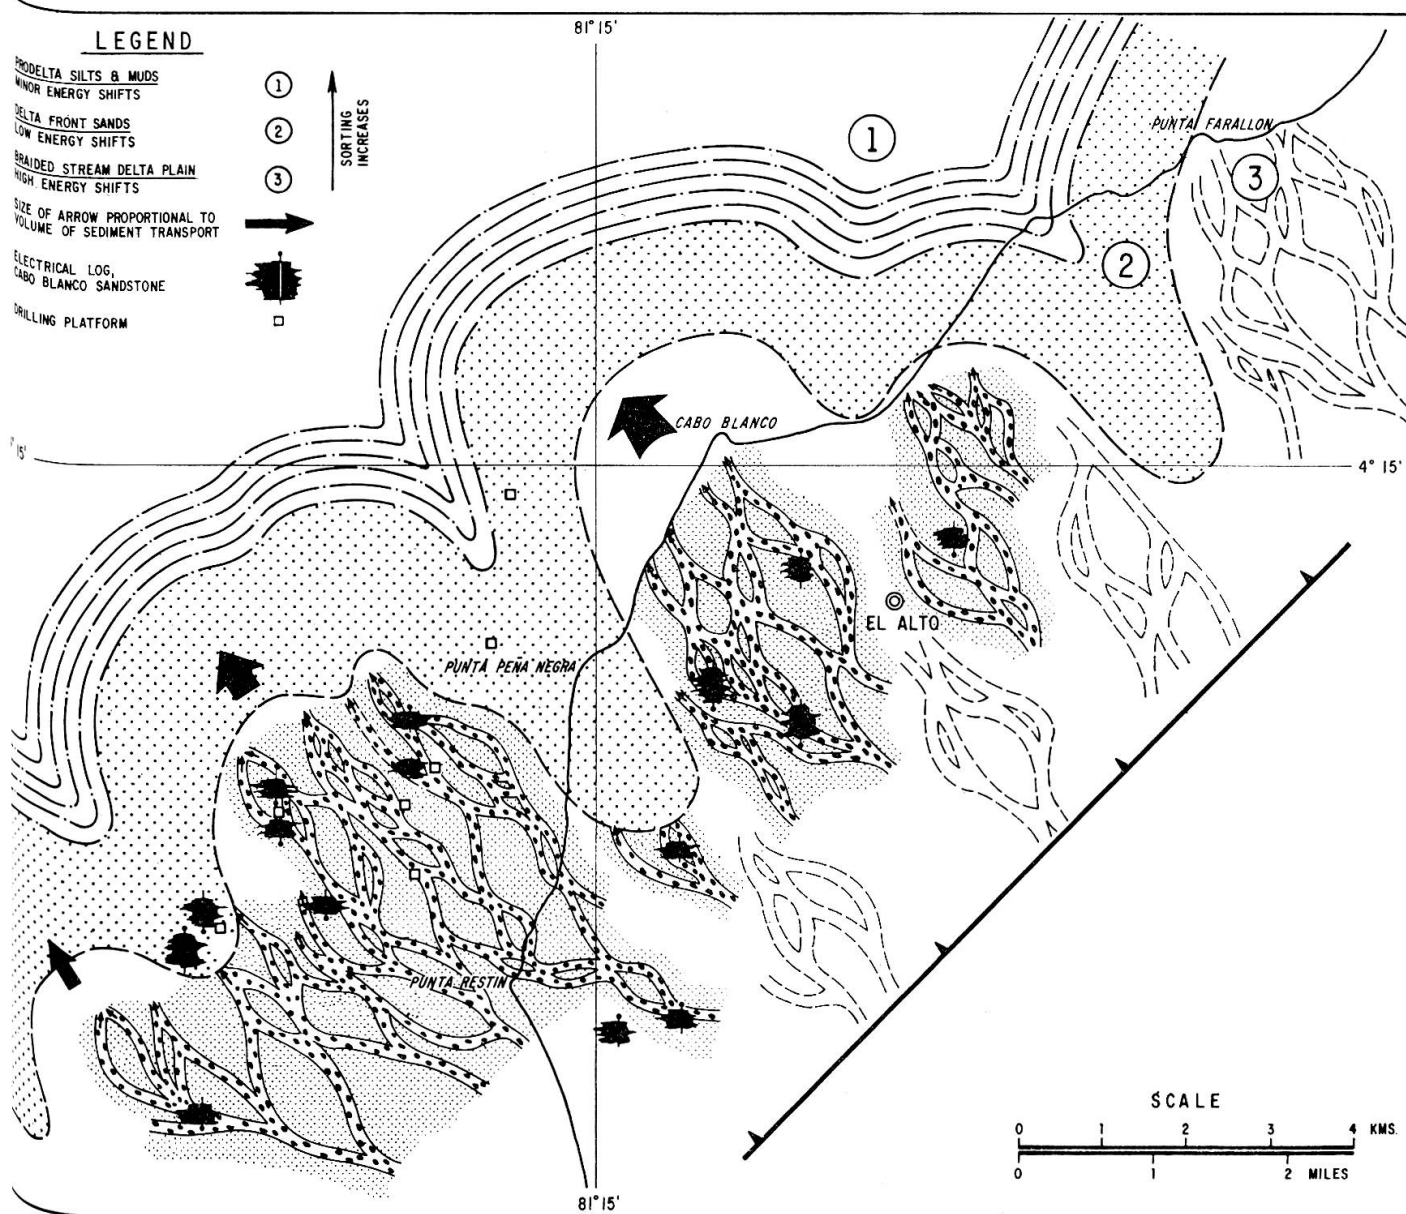 81° 15'
LEGEND
PRODELTA SILTS & MUDS
MINOR ENERGY SHIFTS
1
DELTA FRONT SANDS
LOW ENERGY SHIFTS
2
BRAIDED STREAM DELTA PLAIN
HIGH ENERGY SHIFTS
3
SORTING
INCREASES
SIZE OF ARROW PROPORTIONAL TO
VOLUME OF SEDIMENT TRANSPORT
ELECTRICAL LOG,
CABO BLANCO SANDSTONE
DRILLING PLATFORM
1
PUNTA FARALLON
3
2
CABO BLANCO
15'
4° 15'
EL ALTO
PUNTA PEÑA NEGRA
PUNTA RESTIN
SCALE
0 1 2 3 4 KMS.
0 1 2 MILES
81° 15'